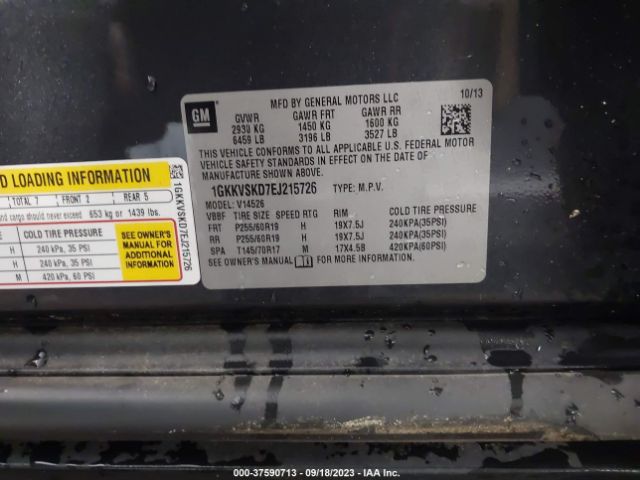 GM
MFD BY GENERAL MOTORS LLC
10/13
GVWR GAWR FRT GAWR RR
2930 KG 1450 KG 1600 KG
6459 LB 3196 LB 3527 LB
THIS VEHICLE CONFORMS TO ALL APPLICABLE U.S. FEDERAL MOTOR
VEHICLE SAFETY STANDARDS IN EFFECT ON THE DATE OF
MANUFACTURE SHOWN ABOVE.
1GKKVSKD7EJ215726 TYPE: M.P.V.
MODEL: V14526
VBBF TIRE SIZE SPEED RTG RIM COLD TIRE PRESSURE
FRT P255/60R19 H 19X7.5J 240KPA(35PSI)
RR P255/60R19 H 19X7.5J 240KPA(35PSI)
SPA T145/70R17 M 17X4.5B 420KPA(60PSI)
SEE OWNER'S MANUAL FOR MORE INFORMATION.
D LOADING INFORMATION
TOTAL 7 FRONT 2 REAR 5
and cargo should never exceed 653 kg or 1439 lbs.
COLD TIRE PRESSURE
H 240 kPa, 35 PSI
H 240 kPa, 35 PSI
M 420 kPa, 60 PSI
SEE OWNER'S
MANUAL FOR
ADDITIONAL
INFORMATION
1GKKVSKD7EJ215726
000-37590713 - 09/18/2023 - IAA Inc.